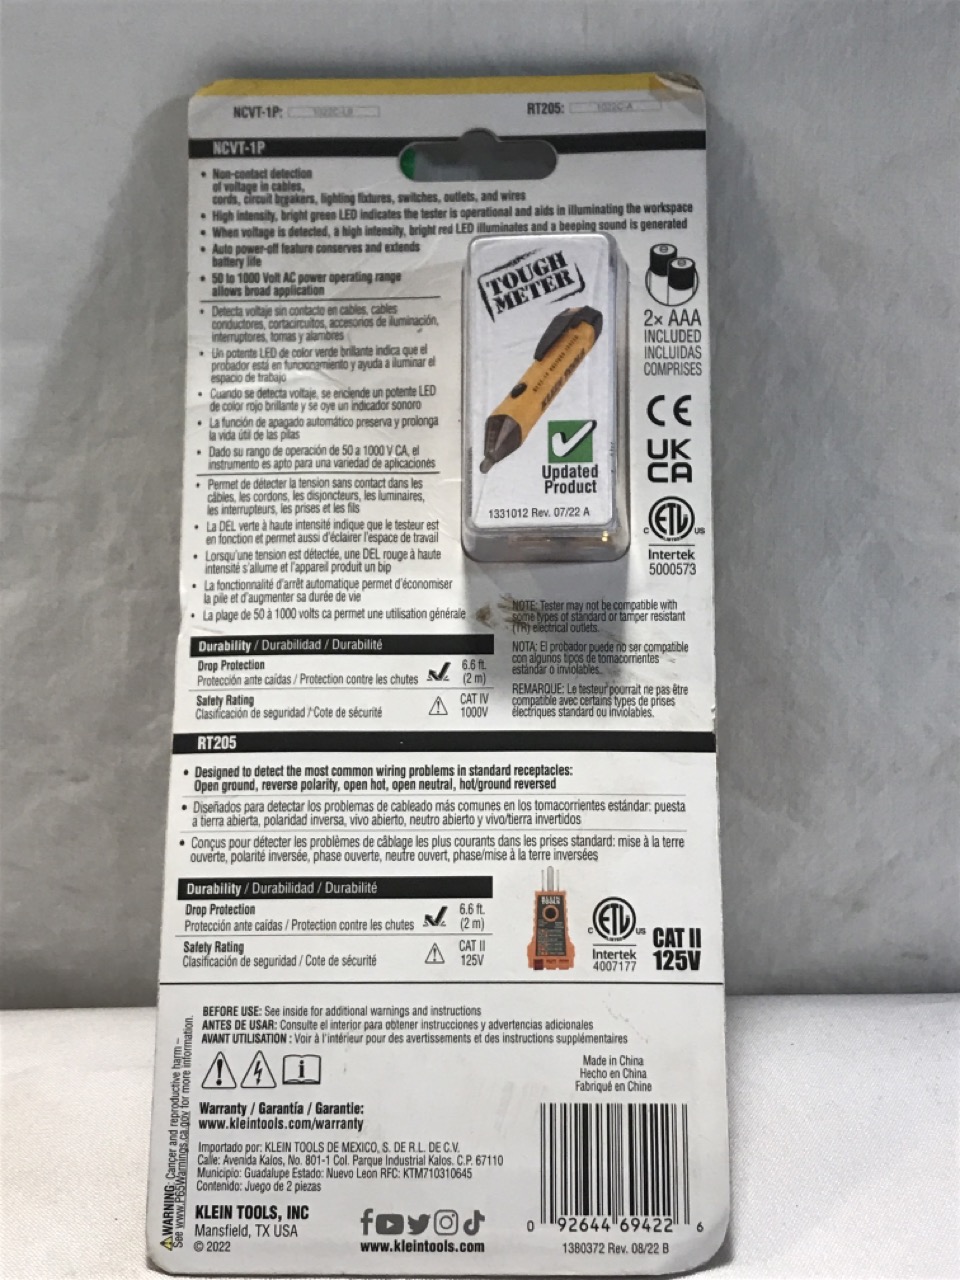 NCVT-1P:
RT205:
NCVT-1P
• Non-contact detection
of voltage in cables,
cords, circuit breakers, lighting fixtures, switches, outlets, and wires
• High intensity, bright green LED indicates the tester is operational and aids in illuminating the workspace
• When voltage is detected, a high intensity, bright red LED illuminates and a beeping sound is generated
• Auto power-off feature conserves and extends
battery life
• 50 to 1000 Volt AC power operating range
allows broad application
• Detecta voltaje sin contacto en cables, cables
conductores, cortacircuitos, accesorios de iluminación,
interruptores, tomas y alambres
• Un potente LED de color verde brillante indica que el
probador está en funcionamiento y ayuda a iluminar el
espacio de trabajo
• Cuando se detecta voltaje, se enciende un potente LED
de color rojo brillante y se oye un indicador sonoro
• La función de apagado automático preserva y prolonga
la vida útil de las pilas
• Dado su rango de operación de 50 a 1000 V CA, el
instrumento es apto para una variedad de aplicaciones
• Permet de détecter la tension sans contact dans les
câbles, les cordons, les disjoncteurs, les luminaires,
les interrupteurs, les prises et les fils
• La DEL verte à haute intensité indique que le testeur est
en fonction et permet aussi d'éclairer l'espace de travail
• Lorsqu'une tension est détectée, une DEL rouge à haute
intensité s'allume et l'appareil produit un bip
• La fonctionnalité d'arrêt automatique permet d'économiser
la pile et d'augmenter sa durée de vie
• La plage de 50 à 1000 volts ca permet une utilisation générale
TOUGH
METER
KLEIN TOOLS
Updated
Product
1331012 Rev. 07/22 A
2x AAA
INCLUDED
INCLUIDAS
COMPRISES
CE
UK
CA
C ETL US
Intertek
5000573
NOTE: Tester may not be compatible with
some types of standard or tamper resistant
(TR) electrical outlets.
NOTA: El probador puede no ser compatible
con algunos tipos de tomacorrientes
estándar o inviolables.
REMARQUE: Le testeur pourrait ne pas être
compatible avec certains types de prises
électriques standard ou inviolables.
Durability / Durabilidad / Durabilité
Drop Protection
Protección ante caídas / Protection contre les chutes
6.6 ft.
(2 m)
Safety Rating
Clasificación de seguridad / Cote de sécurité
CAT IV
1000V
RT205
• Designed to detect the most common wiring problems in standard receptacles:
Open ground, reverse polarity, open hot, open neutral, hot/ground reversed
• Diseñados para detectar los problemas de cableado más comunes en los tomacorrientes estándar: puesta
a tierra abierta, polaridad inversa, vivo abierto, neutro abierto y vivo/tierra invertidos
• Conçus pour détecter les problèmes de câblage les plus courants dans les prises standard: mise à la terre
ouverte, polarité inversée, phase ouverte, neutre ouvert, phase/mise à la terre inversées
Durability / Durabilidad / Durabilité
Drop Protection
Protección ante caídas / Protection contre les chutes
6.6 ft.
(2 m)
Safety Rating
Clasificación de seguridad / Cote de sécurité
CAT II
125V
KLEIN
TOOLS
C ETL US
Intertek
4007177
CAT II
125V
BEFORE USE: See inside for additional warnings and instructions
ANTES DE USAR: Consulte el interior para obtener instrucciones y advertencias adicionales
AVANT UTILISATION : Voir à l'intérieur pour des avertissements et des instructions supplémentaires
Made in China
Hecho en China
Fabriqué en Chine
Warranty / Garantía / Garantie:
www.kleintools.com/warranty
Importado por: KLEIN TOOLS DE MEXICO, S. DE R.L. DE C.V.
Calle: Avenida Kalos, No. 801-1 Col. Parque Industrial Kalos. C.P. 67110
Municipio: Guadalupe Estado: Nuevo Leon RFC: KTM710310645
Contenido: Juego de 2 piezas
KLEIN TOOLS, INC
Mansfield, TX USA
© 2022
www.kleintools.com
0 92644 69422 6
1380372 Rev. 08/22 B
WARNING: Cancer and reproductive harm –
See www.P65Warnings.ca.gov for more information.